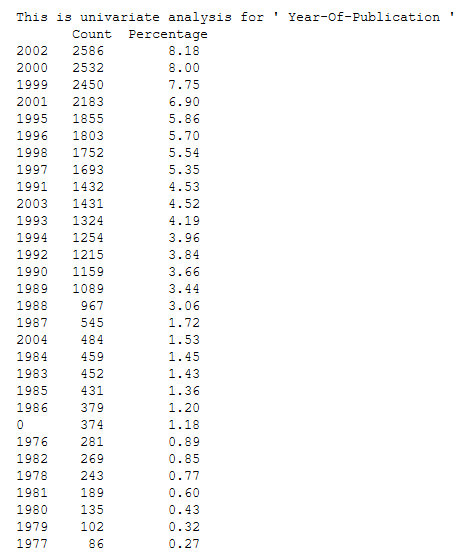 This is univariate analysis for ' Year-Of-Publication '
Count Percentage
2002 2586 8.18
2000 2532 8.00
1999 2450 7.75
2001 2183 6.90
1995 1855 5.86
1996 1803 5.70
1998 1752 5.54
1997 1693 5.35
1991 1432 4.53
2003 1431 4.52
1993 1324 4.19
1994 1254 3.96
1992 1215 3.84
1990 1159 3.66
1989 1089 3.44
1988 967 3.06
1987 545 1.72
2004 484 1.53
1984 459 1.45
1983 452 1.43
1985 431 1.36
1986 379 1.20
0 374 1.18
1976 281 0.89
1982 269 0.85
1978 243 0.77
1981 189 0.60
1980 135 0.43
1979 102 0.32
1977 86 0.27